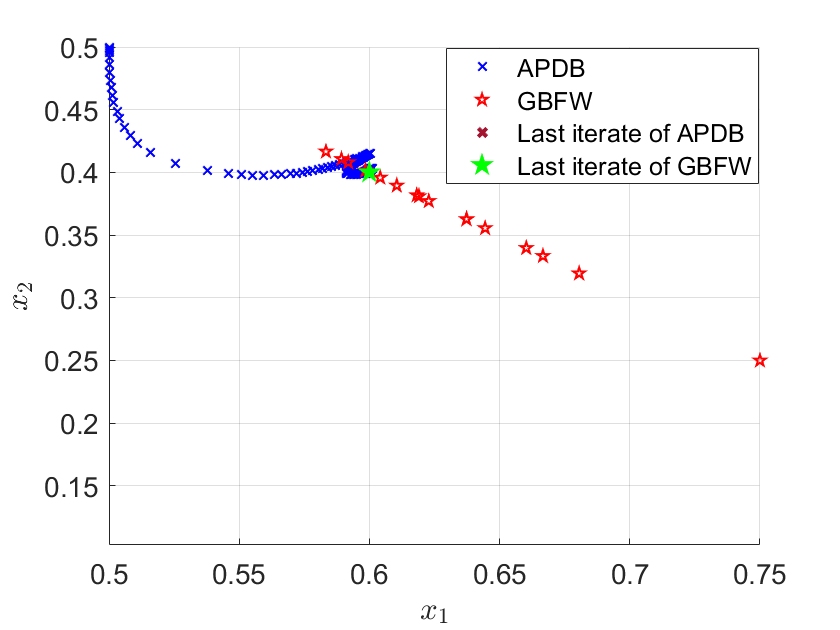 0.5
APDB
GBFW
Last iterate of APDB
Last iterate of GBFW
0.45
0.4
0.35
0.3
0.25
0.2
0.15
x₂
0.5 0.55 0.6 0.65 0.7 0.75
x₁